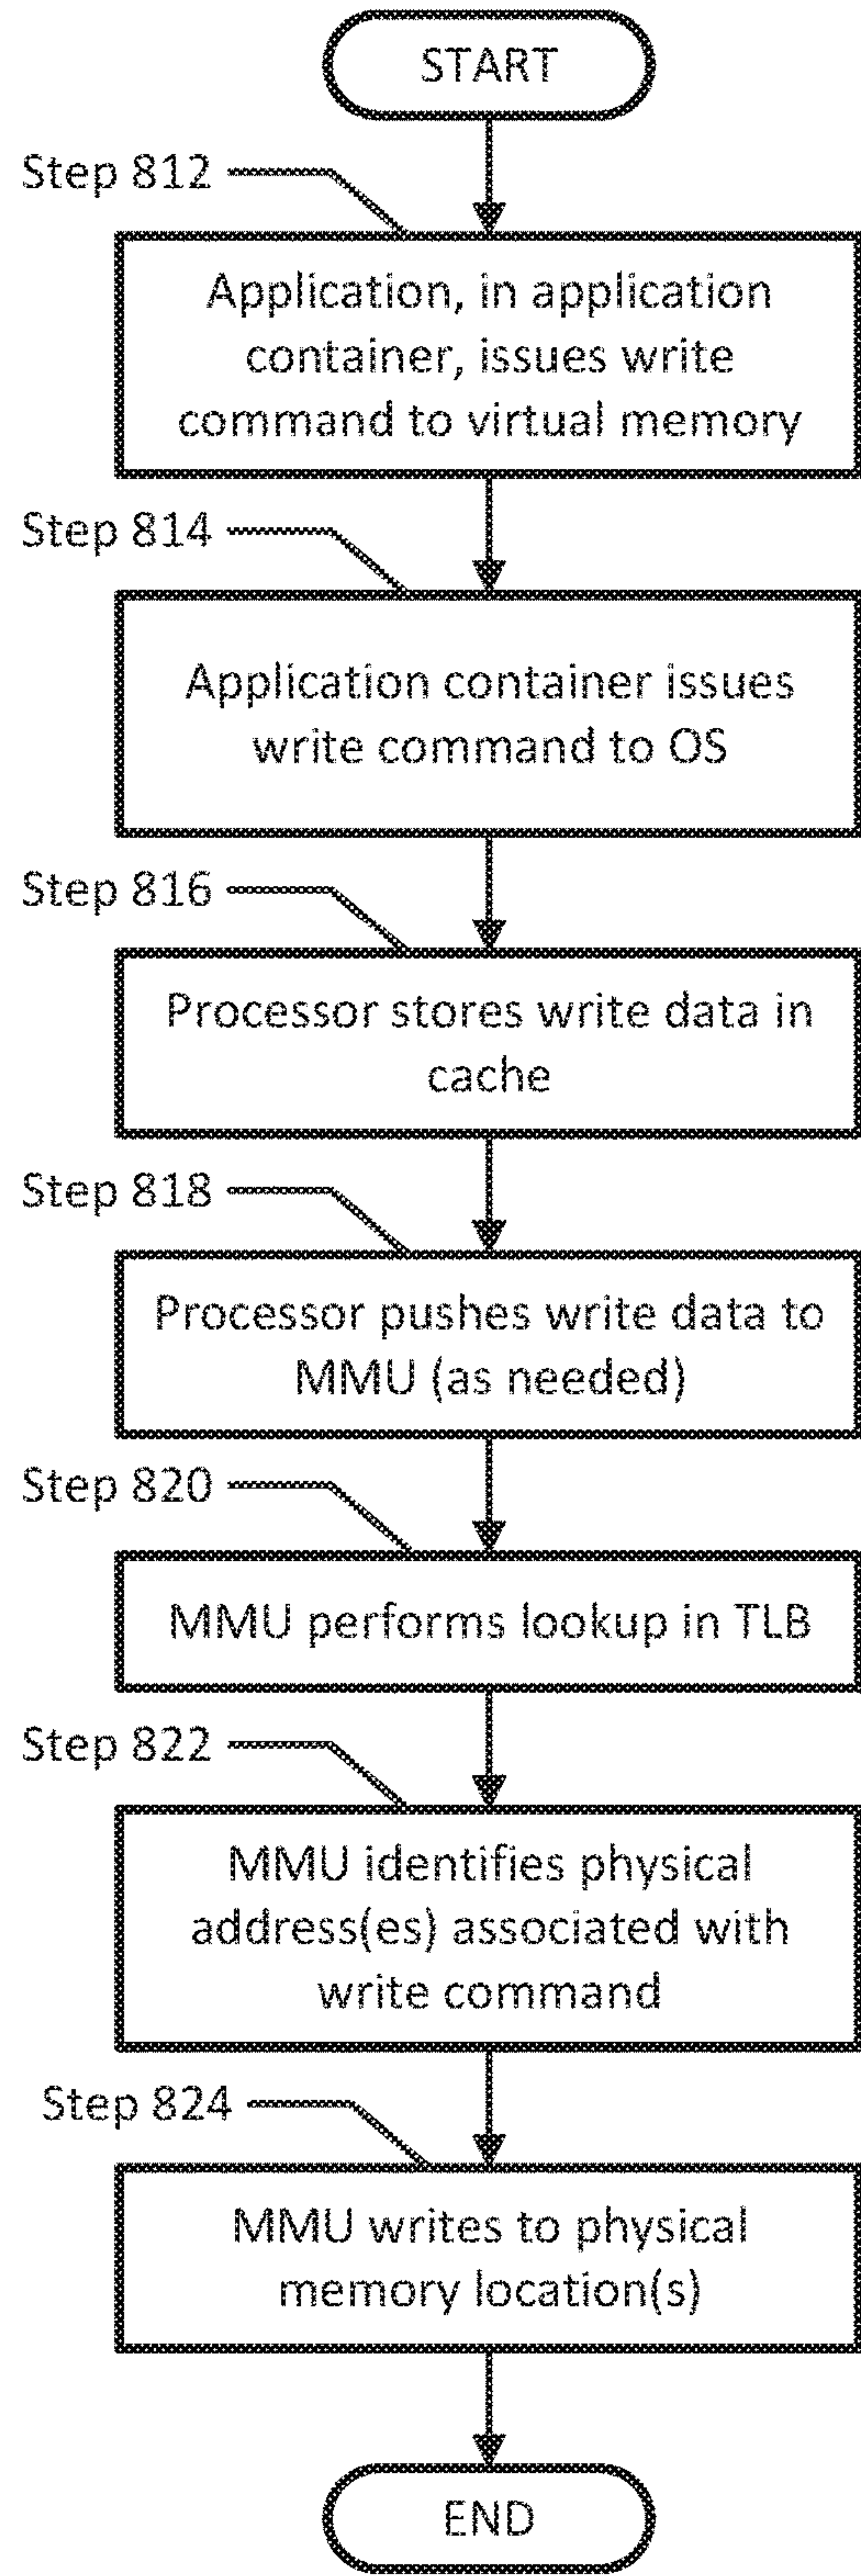 START
Step 812
Application, in application
container, issues write
command to virtual memory
Step 814
Application container issues
write command to OS
Step 816
Processor stores write data in
cache
Step 818
Processor pushes write data to
MMU (as needed)
Step 820
MMU performs lookup in TLB
Step 822
MMU identifies physical
address(es) associated with
write command
Step 824
MMU writes to physical
memory location(s)
END